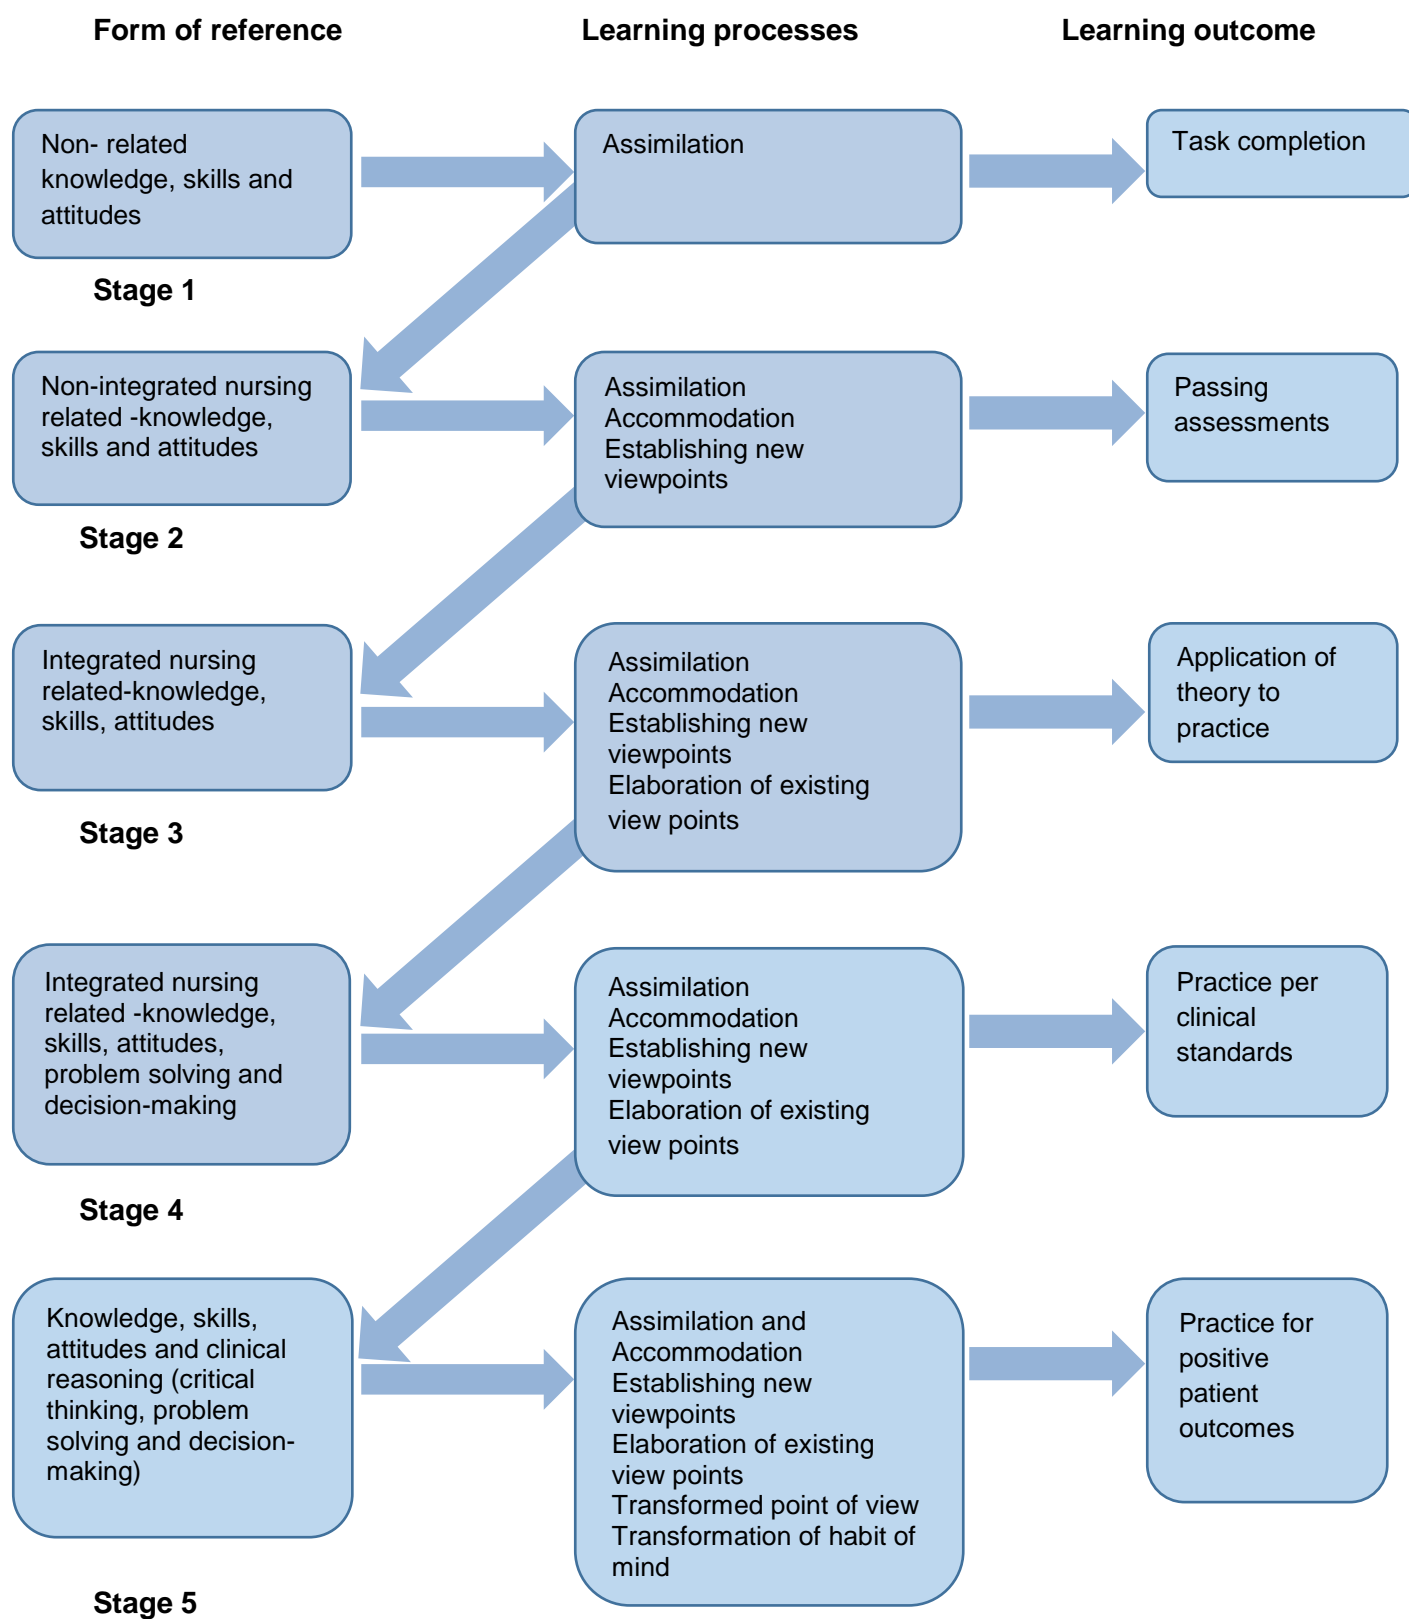 Form of reference
Learning processes
Learning outcome
Non- related
knowledge, skills and
attitudes
Assimilation
Task completion
Stage 1
Non-integrated nursing
related -knowledge,
skills and attitudes
Assimilation
Accommodation
Establishing new
viewpoints
Passing
assessments
Stage 2
Integrated nursing
related-knowledge,
skills, attitudes
Assimilation
Accommodation
Establishing new
viewpoints
Elaboration of existing
view points
Application of
theory to
practice
Stage 3
Integrated nursing
related -knowledge,
skills, attitudes,
problem solving and
decision-making
Assimilation
Accommodation
Establishing new
viewpoints
Elaboration of existing
view points
Practice per
clinical
standards
Stage 4
Knowledge, skills,
attitudes and clinical
reasoning (critical
thinking, problem
solving and decision-
making)
Assimilation and
Accommodation
Establishing new
viewpoints
Elaboration of existing
view points
Transformed point of view
Transformation of habit of
mind
Practice for
positive
patient
outcomes
Stage 5